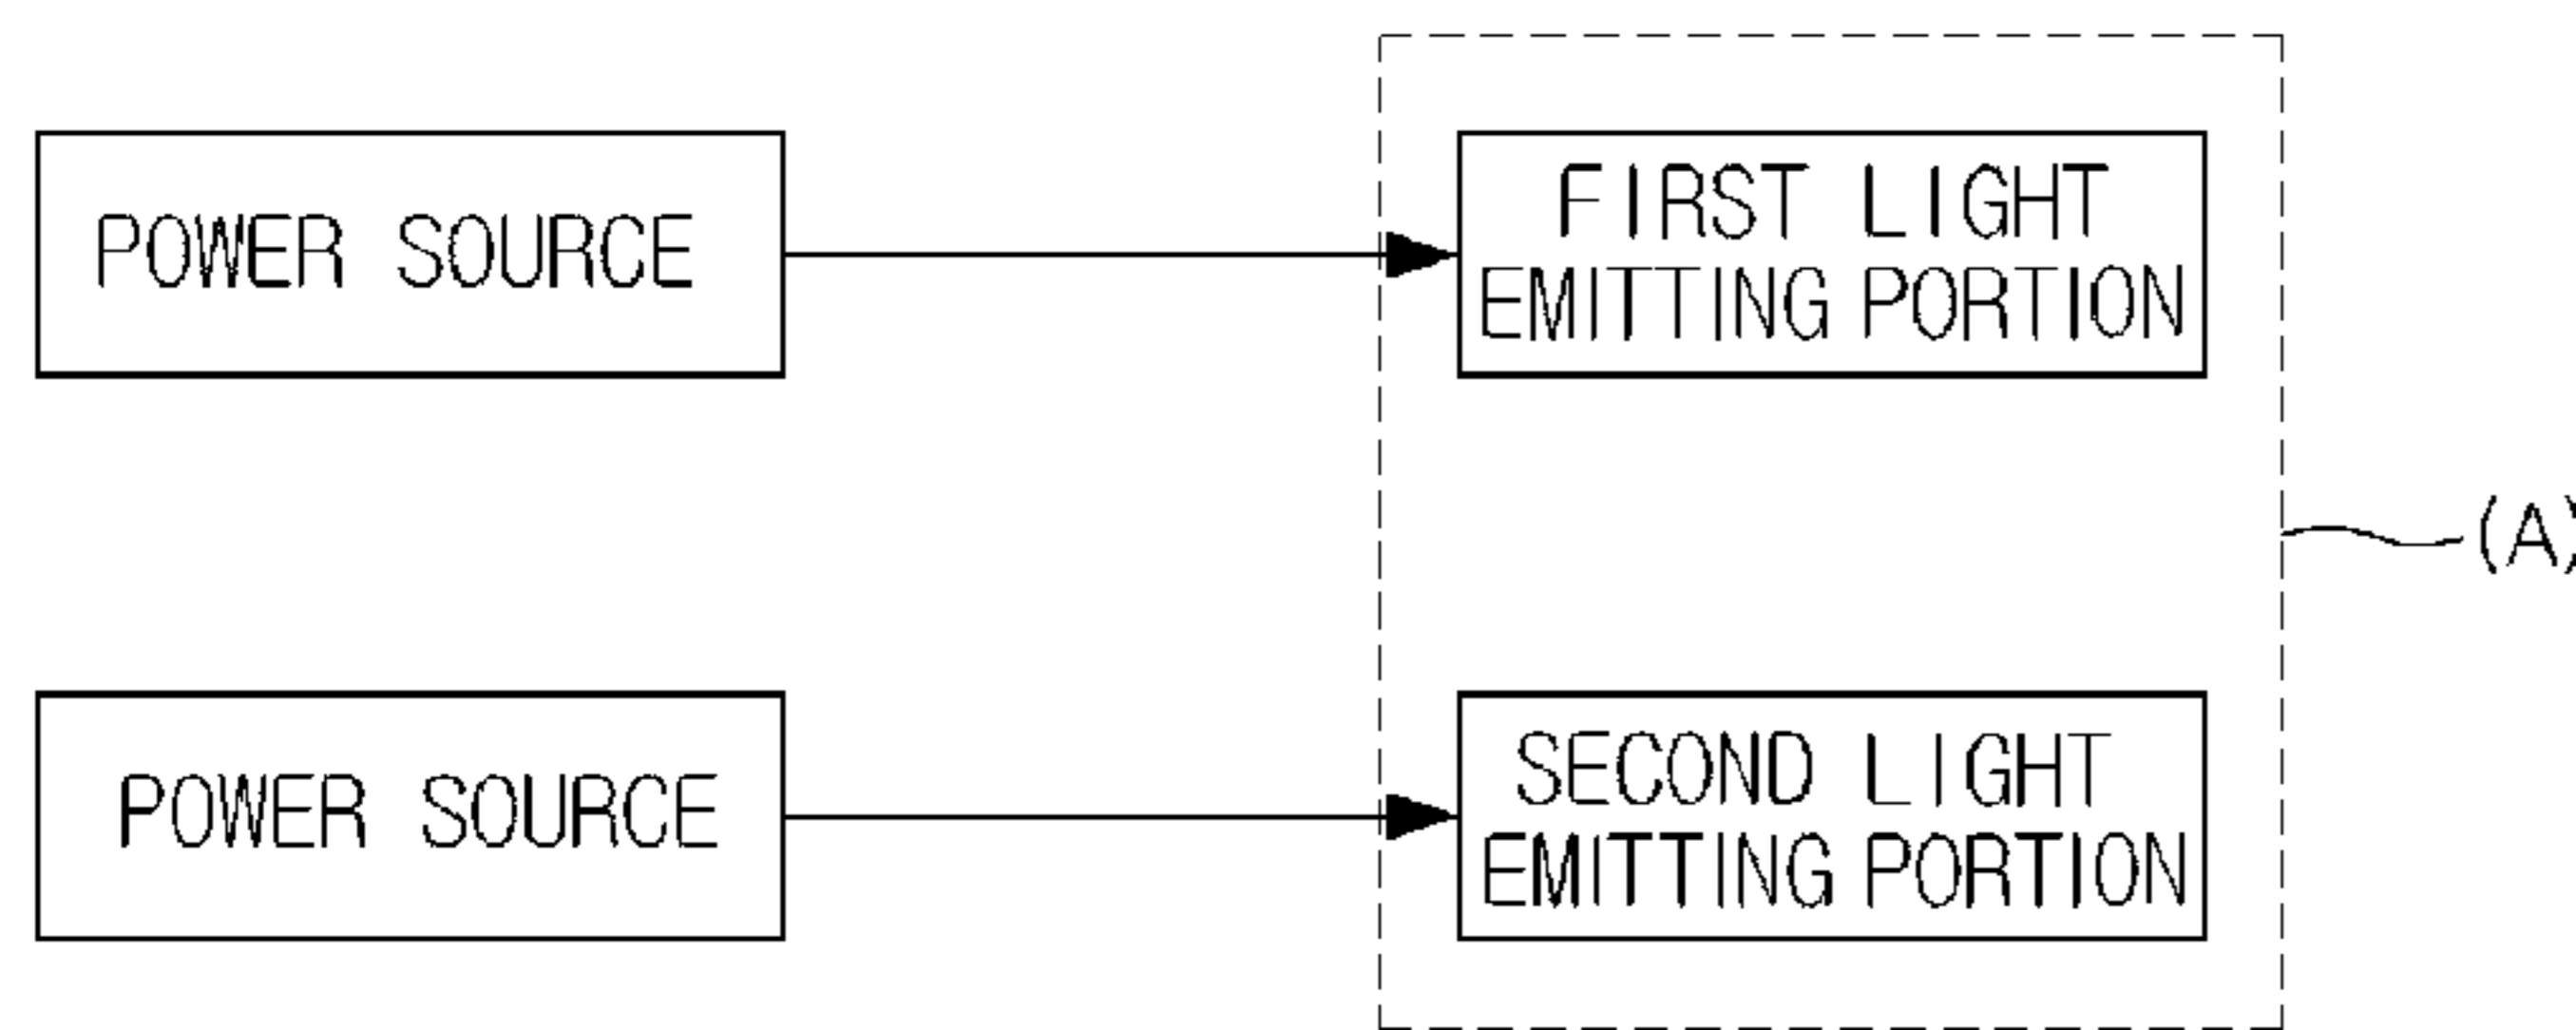 POWER SOURCE
FIRST LIGHT
EMITTING PORTION
(A)
POWER SOURCE
SECOND LIGHT
EMITTING PORTION